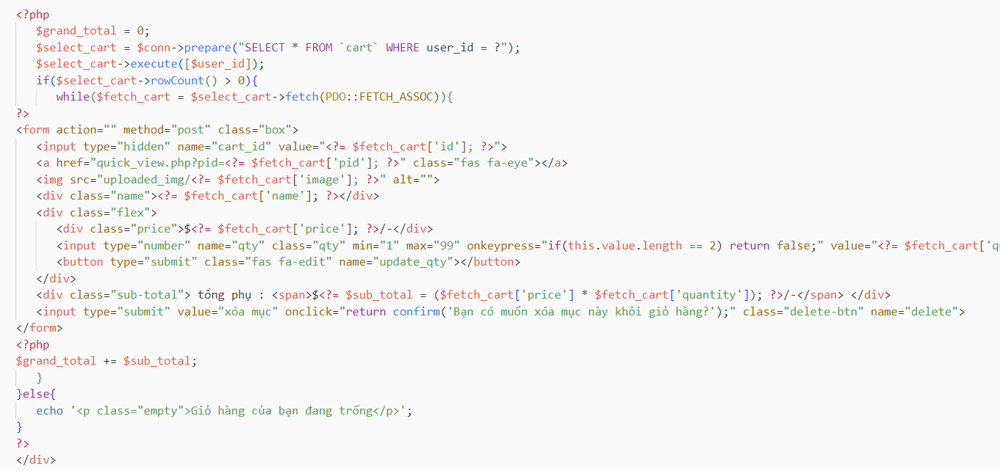 <?php
$grand_total = 0;
$select_cart = $conn->prepare("SELECT * FROM `cart` WHERE user_id = ?");
$select_cart->execute([$user_id]);
if($select_cart->rowCount() > 0){
while($fetch_cart = $select_cart->fetch(PDO::FETCH_ASSOC)){
?>
<form action="" method="post" class="box">
<input type="hidden" name="cart_id" value="<?= $fetch_cart['id']; ?>">
<a href="quick_view.php?pid=<?= $fetch_cart['pid']; ?>" class="fas fa-eye"></a>
<img src="uploaded_img/<?= $fetch_cart['image']; ?>" alt="">
<div class="name"><?= $fetch_cart['name']; ?></div>
<div class="flex">
<div class="price">$<?= $fetch_cart['price']; ?>/-</div>
<input type="number" name="qty" class="qty" min="1" max="99" onkeypress="if(this.value.length == 2) return false;" value="<?= $fetch_cart['q
<button type="submit" class="fas fa-edit" name="update_qty"></button>
</div>
<div class="sub-total"> tổng phụ : <span>$<?= $sub_total = ($fetch_cart['price'] * $fetch_cart['quantity']); ?>/-</span> </div>
<input type="submit" value="xóa mục" onclick="return confirm('Bạn có muốn xóa mục này khỏi giỏ hàng?');" class="delete-btn" name="delete">
</form>
<?php
$grand_total += $sub_total;
}
}else{
echo '<p class="empty">Giỏ hàng của bạn đang trống</p>';
}
?>
</div>